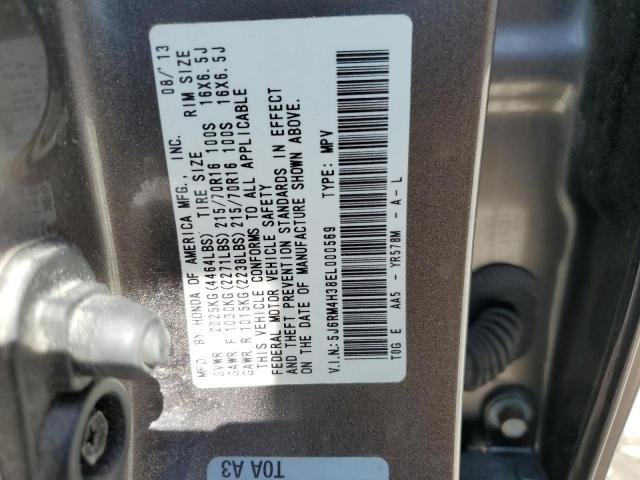 MFD. BY HONDA OF AMERICA MFG., INC. 08/'13
TIRE SIZE RIM SIZE
GVWR 2025KG(4464LBS)
GAWR F 1030KG(2271LBS) 215/70R16 100S 16X6.5J
GAWR R 1015KG(2238LBS) 215/70R16 100S 16X6.5J
THIS VEHICLE CONFORMS TO ALL APPLICABLE
FEDERAL MOTOR VEHICLE SAFETY
AND THEFT PREVENTION STANDARDS IN EFFECT
ON THE DATE OF MANUFACTURE SHOWN ABOVE.
V.I.N.: 5J6RM4H38EL000569 TYPE: MPV
T0G E AA5 - YR578M - A - L
T0A A3